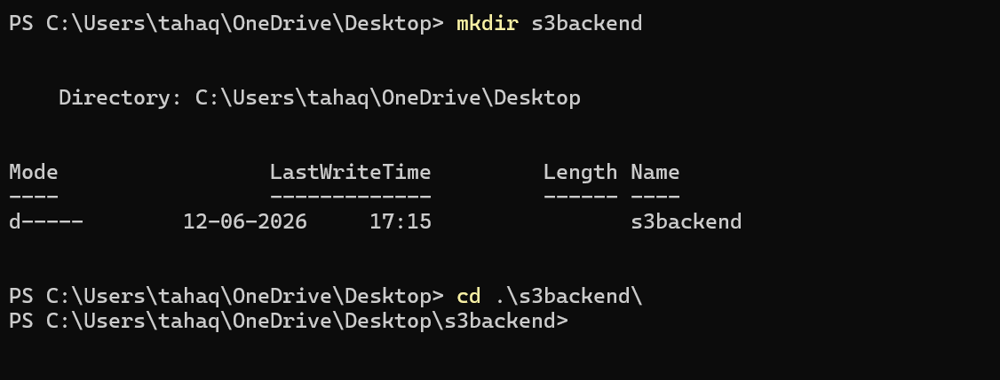 PS C:\Users\tahaq\OneDrive\Desktop> mkdir s3backend
Directory: C:\Users\tahaq\OneDrive\Desktop
Mode                 LastWriteTime         Length Name
----                 -------------         ------ ----
d-----        12-06-2026     17:15                s3backend
PS C:\Users\tahaq\OneDrive\Desktop> cd .\s3backend\
PS C:\Users\tahaq\OneDrive\Desktop\s3backend>